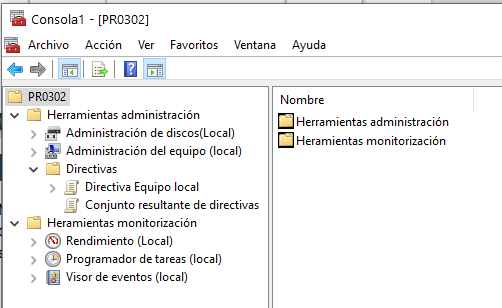 Consola1 - [PR0302]
Archivo Acción Ver Favoritos Ventana Ayuda
PR0302
Herramientas administración
Administración de discos(Local)
Administración del equipo (local)
Directivas
Directiva Equipo local
Conjunto resultante de directivas
Heramientas monitorización
Rendimiento (Local)
Programador de tareas (local)
Visor de eventos (local)
Nombre
Herramientas administración
Heramientas monitorización